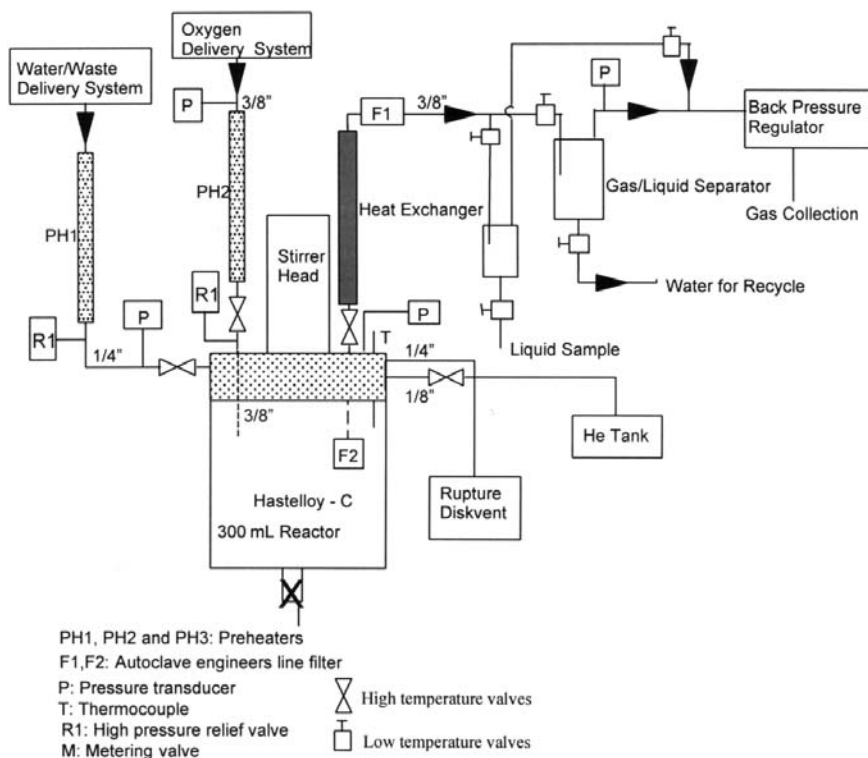 Oxygen
Delivery System
Water/Waste
Delivery System
P
3/8"
PH1
PH2
R1
R1
P
1/4"
Stirrer
Head
F1
3/8"
Heat Exchanger
P
T
P
Back Pressure
Regulator
Gas/Liquid Separator
Gas Collection
Water for Recycle
Liquid Sample
1/4"
1/8"
3/8"
F2
He Tank
Rupture
Diskvent
Hastelloy - C
300 mL Reactor
PH1, PH2 and PH3: Preheaters
F1,F2: Autoclave engineers line filter
P: Pressure transducer
T: Thermocouple
R1: High pressure relief valve
M: Metering valve
High temperature valves
Low temperature valves